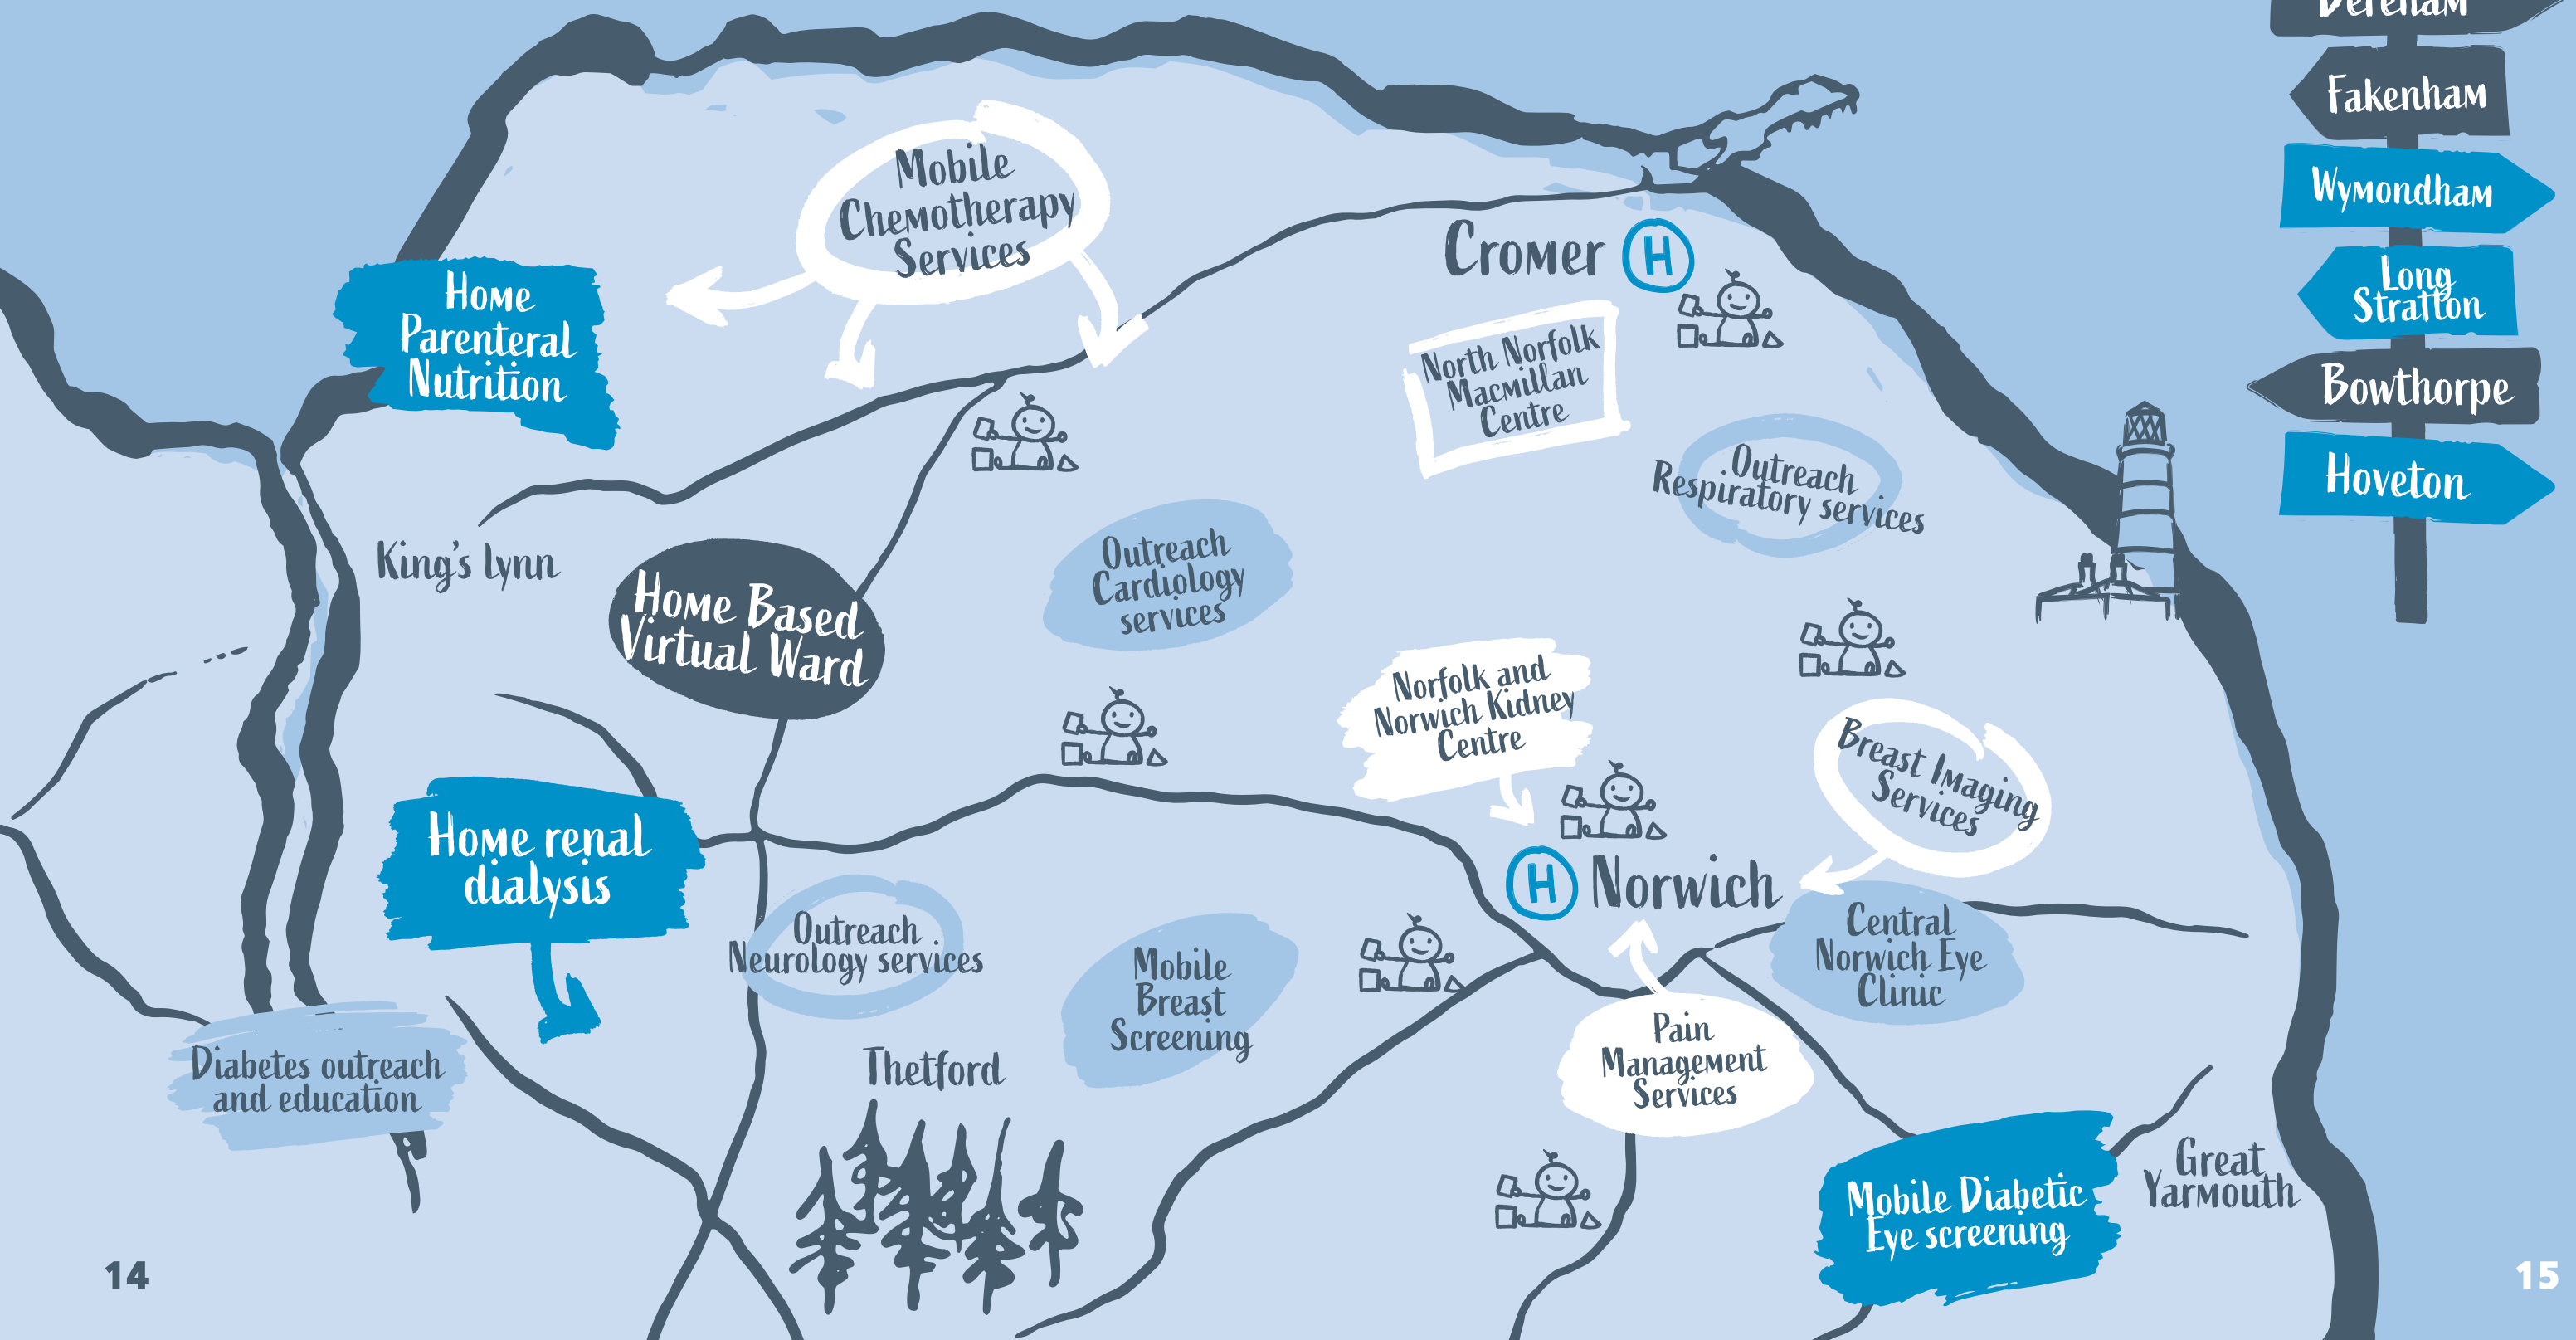 Dereham
Fakenham
Wymondham
Long
Stratton
Bowthorpe
Hoveton
Mobile
Chemotherapy
Services
Home
Parenteral
Nutrition
Cromer H
North Norfolk
Macmillan
Centre
Outreach
Respiratory services
King's Lynn
Home Based
Virtual Ward
Outreach
Cardiology
services
Norfolk and
Norwich Kidney
Centre
Breast Imaging
Services
Home renal
dialysis
H Norwich
Outreach
Neurology services
Mobile
Breast
Screening
Central
Norwich Eye
Clinic
Diabetes outreach
and education
Thetford
Pain
Management
Services
Mobile Diabetic
Eye screening
Great
Yarmouth
14
15